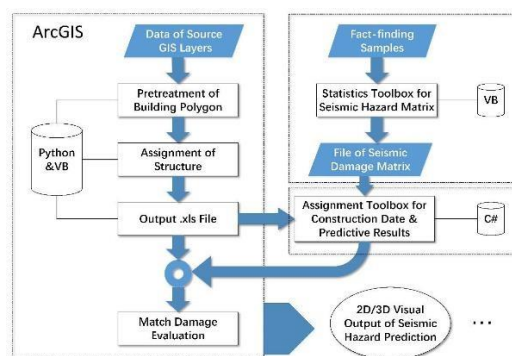 ArcGIS
Data of Source
GIS Layers
Pretreatment of
Building Polygon
Python
&VB
Assignment of
Structure
Output .xls File
Match Damage
Evaluation
Fact-finding
Samples
Statistics Toolbox for
Seismic Hazard Matrix
VB
File of Seismic
Damage Matrix
Assignment Toolbox for
Construction Date &
Predictive Results
C#
2D/3D Visual
Output of Seismic
Hazard Prediction
...